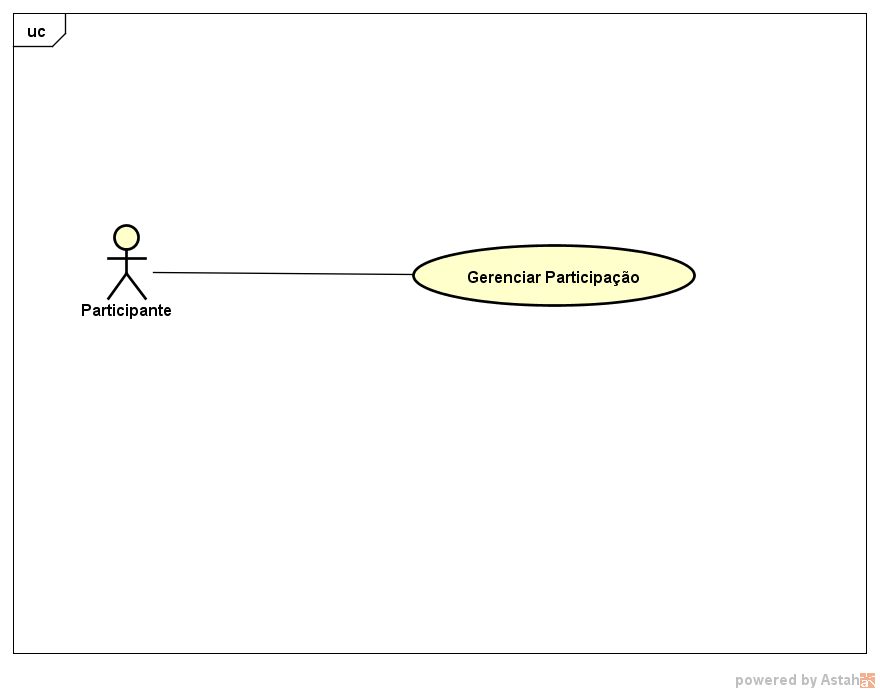 uc
Gerenciar Participação
Participante
powered by Astah